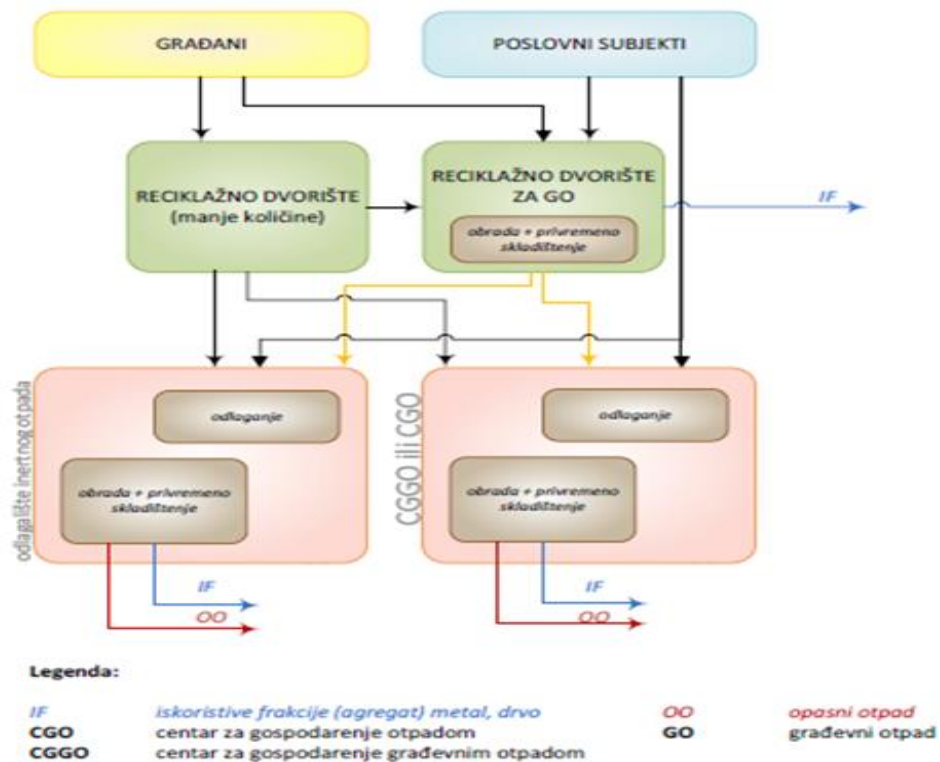 GRAĐANI
POSLOVNI SUBJEKTI
RECIKLAŽNO DVORIŠTE
(manje količine)
RECIKLAŽNO DVORIŠTE
ZA GO
obrada + privremeno
skladištenje
IF
odlagalište inertnog otpada
odlaganje
obrada + privremeno
skladištenje
IF
OO
CGGO ili CGO
odlaganje
obrada + privremeno
skladištenje
IF
OO
Legenda:
IF iskoristive frakcije (agregat) metal, drvo OO opasni otpad
CGO centar za gospodarenje otpadom GO građevni otpad
CGGO centar za gospodarenje građevnim otpadom